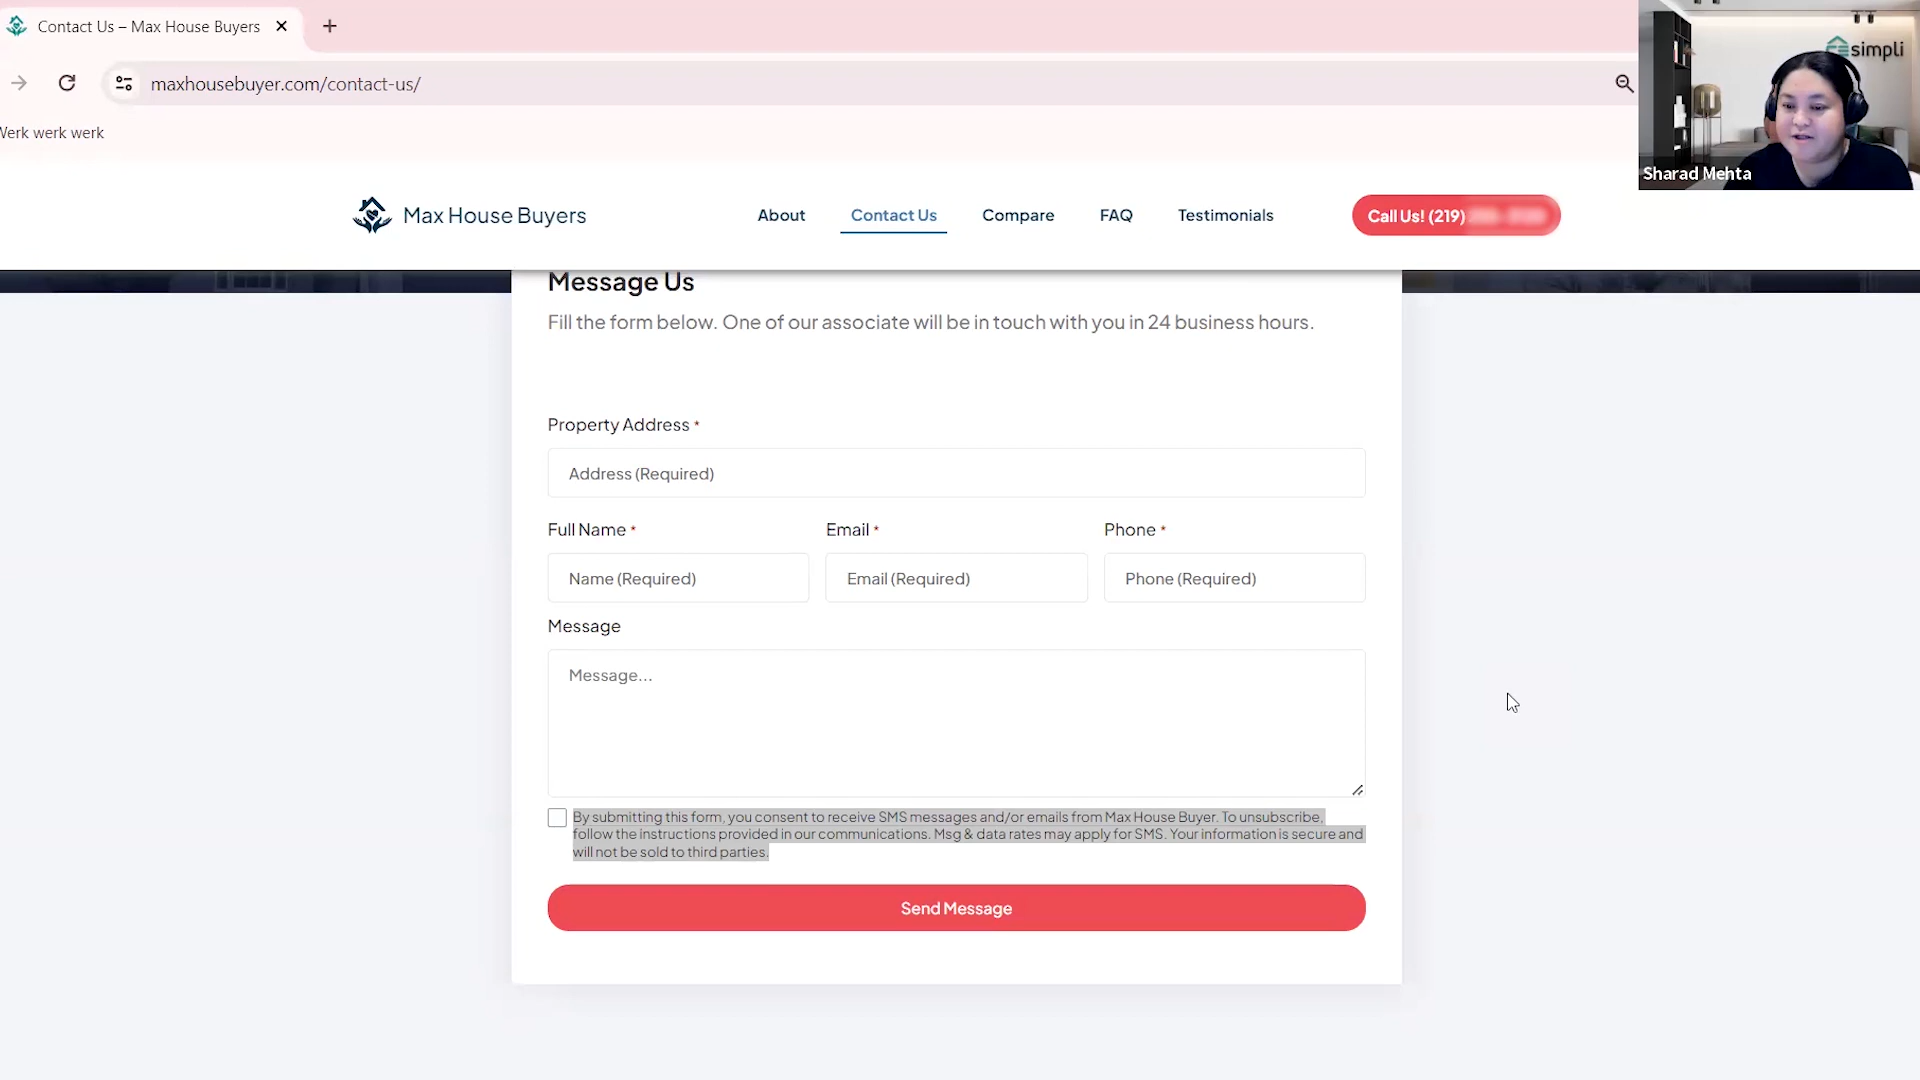 Contact Us – Max House Buyers
maxhousebuyer.com/contact-us/
Werk werk werk
simpli
Sharad Mehta
Max House Buyers
About
Contact Us
Compare
FAQ
Testimonials
Call Us! (219)
Message Us
Fill the form below. One of our associate will be in touch with you in 24 business hours.
Property Address *
Address (Required)
Full Name *
Email *
Phone *
Name (Required)
Email (Required)
Phone (Required)
Message
Message...
By submitting this form, you consent to receive SMS messages and/or emails from Max House Buyer. To unsubscribe,
follow the instructions provided in our communications. Msg & data rates may apply for SMS. Your information is secure and
will not be sold to third parties.
Send Message